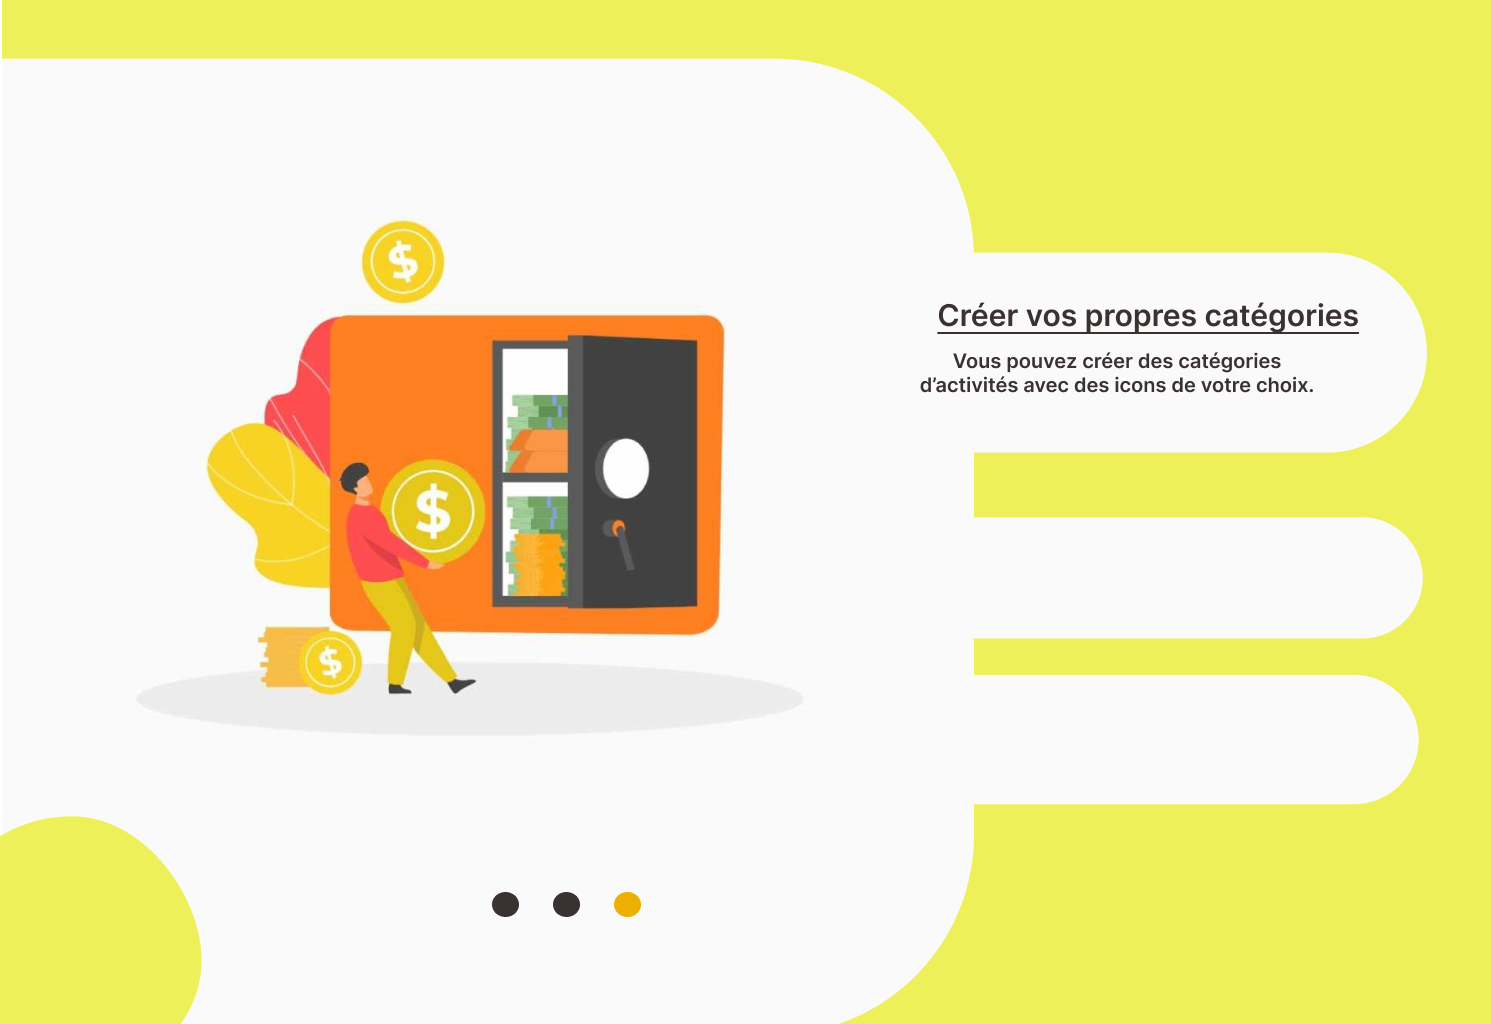 $
Créer vos propres catégories
Vous pouvez créer des catégories
d’activités avec des icons de votre choix.
$
$